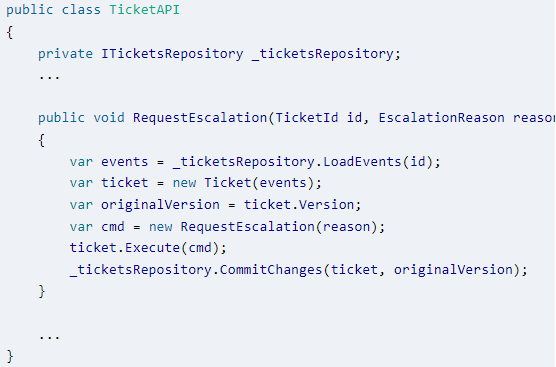 public class TicketAPI
{
    private ITicketsRepository _ticketsRepository;
    ...
    public void RequestEscalation(TicketId id, EscalationReason reason
    {
        var events = _ticketsRepository.LoadEvents(id);
        var ticket = new Ticket(events);
        var originalVersion = ticket.Version;
        var cmd = new RequestEscalation(reason);
        ticket.Execute(cmd);
        _ticketsRepository.CommitChanges(ticket, originalVersion);
    }
    ...
}